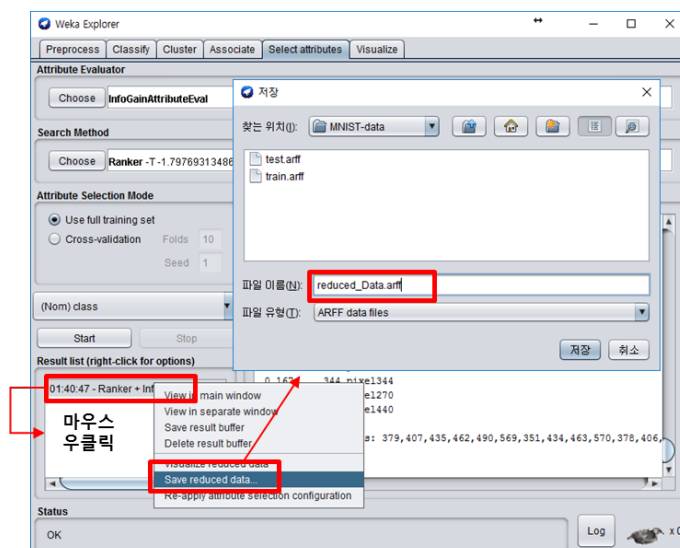 Weka Explorer
Preprocess Classify Cluster Associate Select attributes Visualize
Attribute Evaluator
Choose InfoGainAttributeEval
Search Method
Choose Ranker -T -1.79769313486
Attribute Selection Mode
Use full training set
Cross-validation Folds 10
Seed 1
(Nom) class
Start Stop
Result list (right-click for options)
01:40:47 - Ranker + Inf
마우스
우클릭
저장
찾는 위치(I): MNIST-data
test.arff
train.arff
파일 이름(N): reduced_Data.arff
파일 유형(T): ARFF data files
저장 취소
0.162 344 pixel344
el270
el440
s: 379,407,435,462,490,569,351,434,463,570,378,406,
View in main window
View in separate window
Save result buffer
Delete result buffer
Visualize reduced data
Save reduced data...
Re-apply attribute selection configuration
Status
OK
Log
x 0